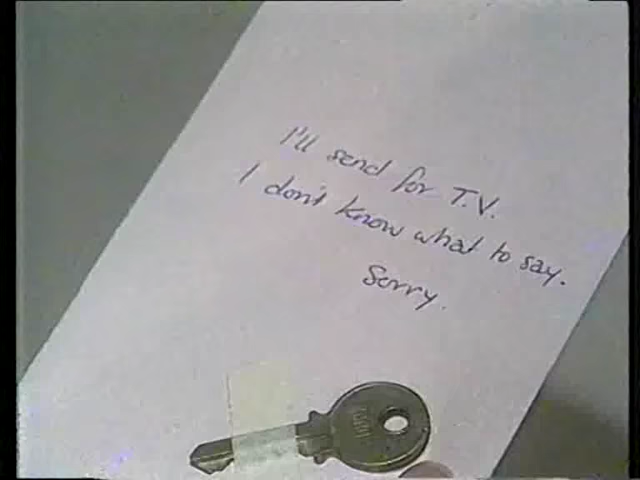 I'll send for T.V.
I don't know what to say.
Sorry.